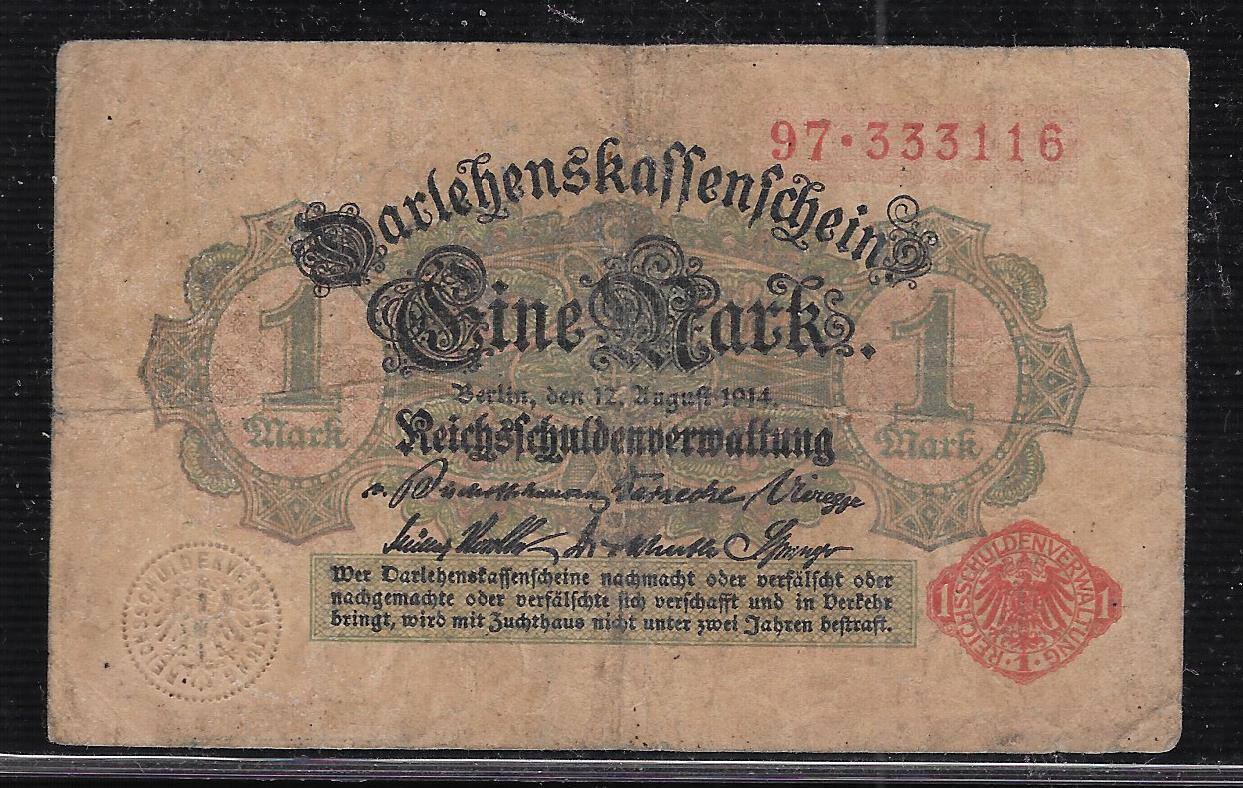 97·333116
Darlehenskassenschein.
Eine Mark.
1
Mark
1
Mark
Berlin, den 12. August 1914.
Reichsschuldenverwaltung
Wer Darlehenskassenscheine nachmacht oder verfälscht oder
nachgemachte oder verfälschte sich verschafft und in Verkehr
bringt, wird mit Zuchthaus nicht unter zwei Jahren bestraft.
REICHSSCHULDENVERWALTUNG
REICHSSCHULDENVERWALTUNG
1
1
·1·